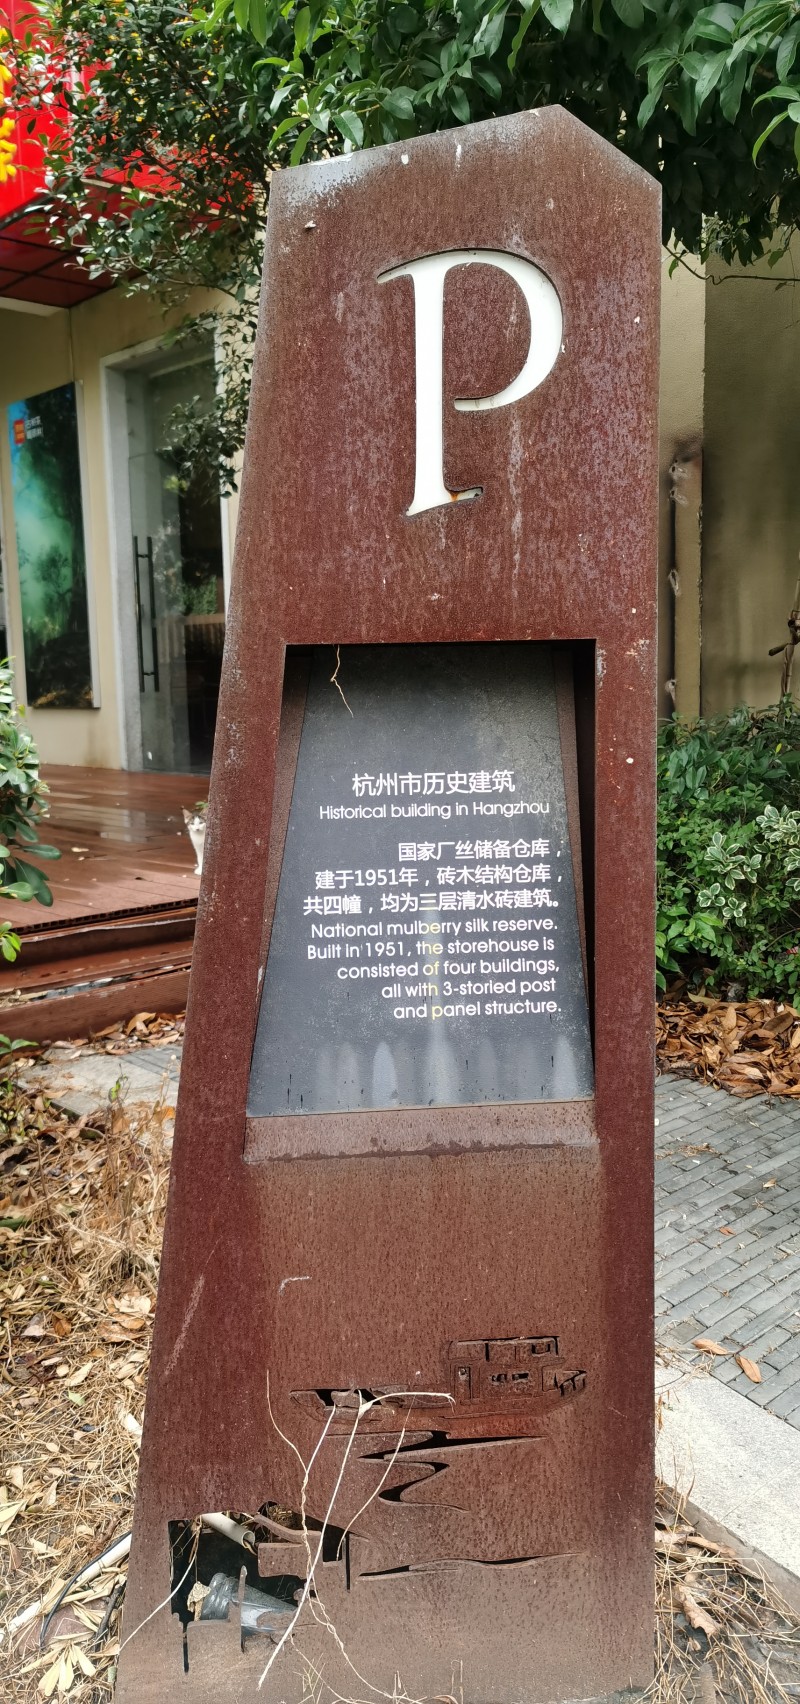 P
杭州市历史建筑
Historical building in Hangzhou
国家厂丝储备仓库，
建于1951年，砖木结构仓库，
共四幢，均为三层清水砖建筑。
National mulberry silk reserve.
Built in 1951, the storehouse is
consisted of four buildings,
all with 3-storied post
and panel structure.